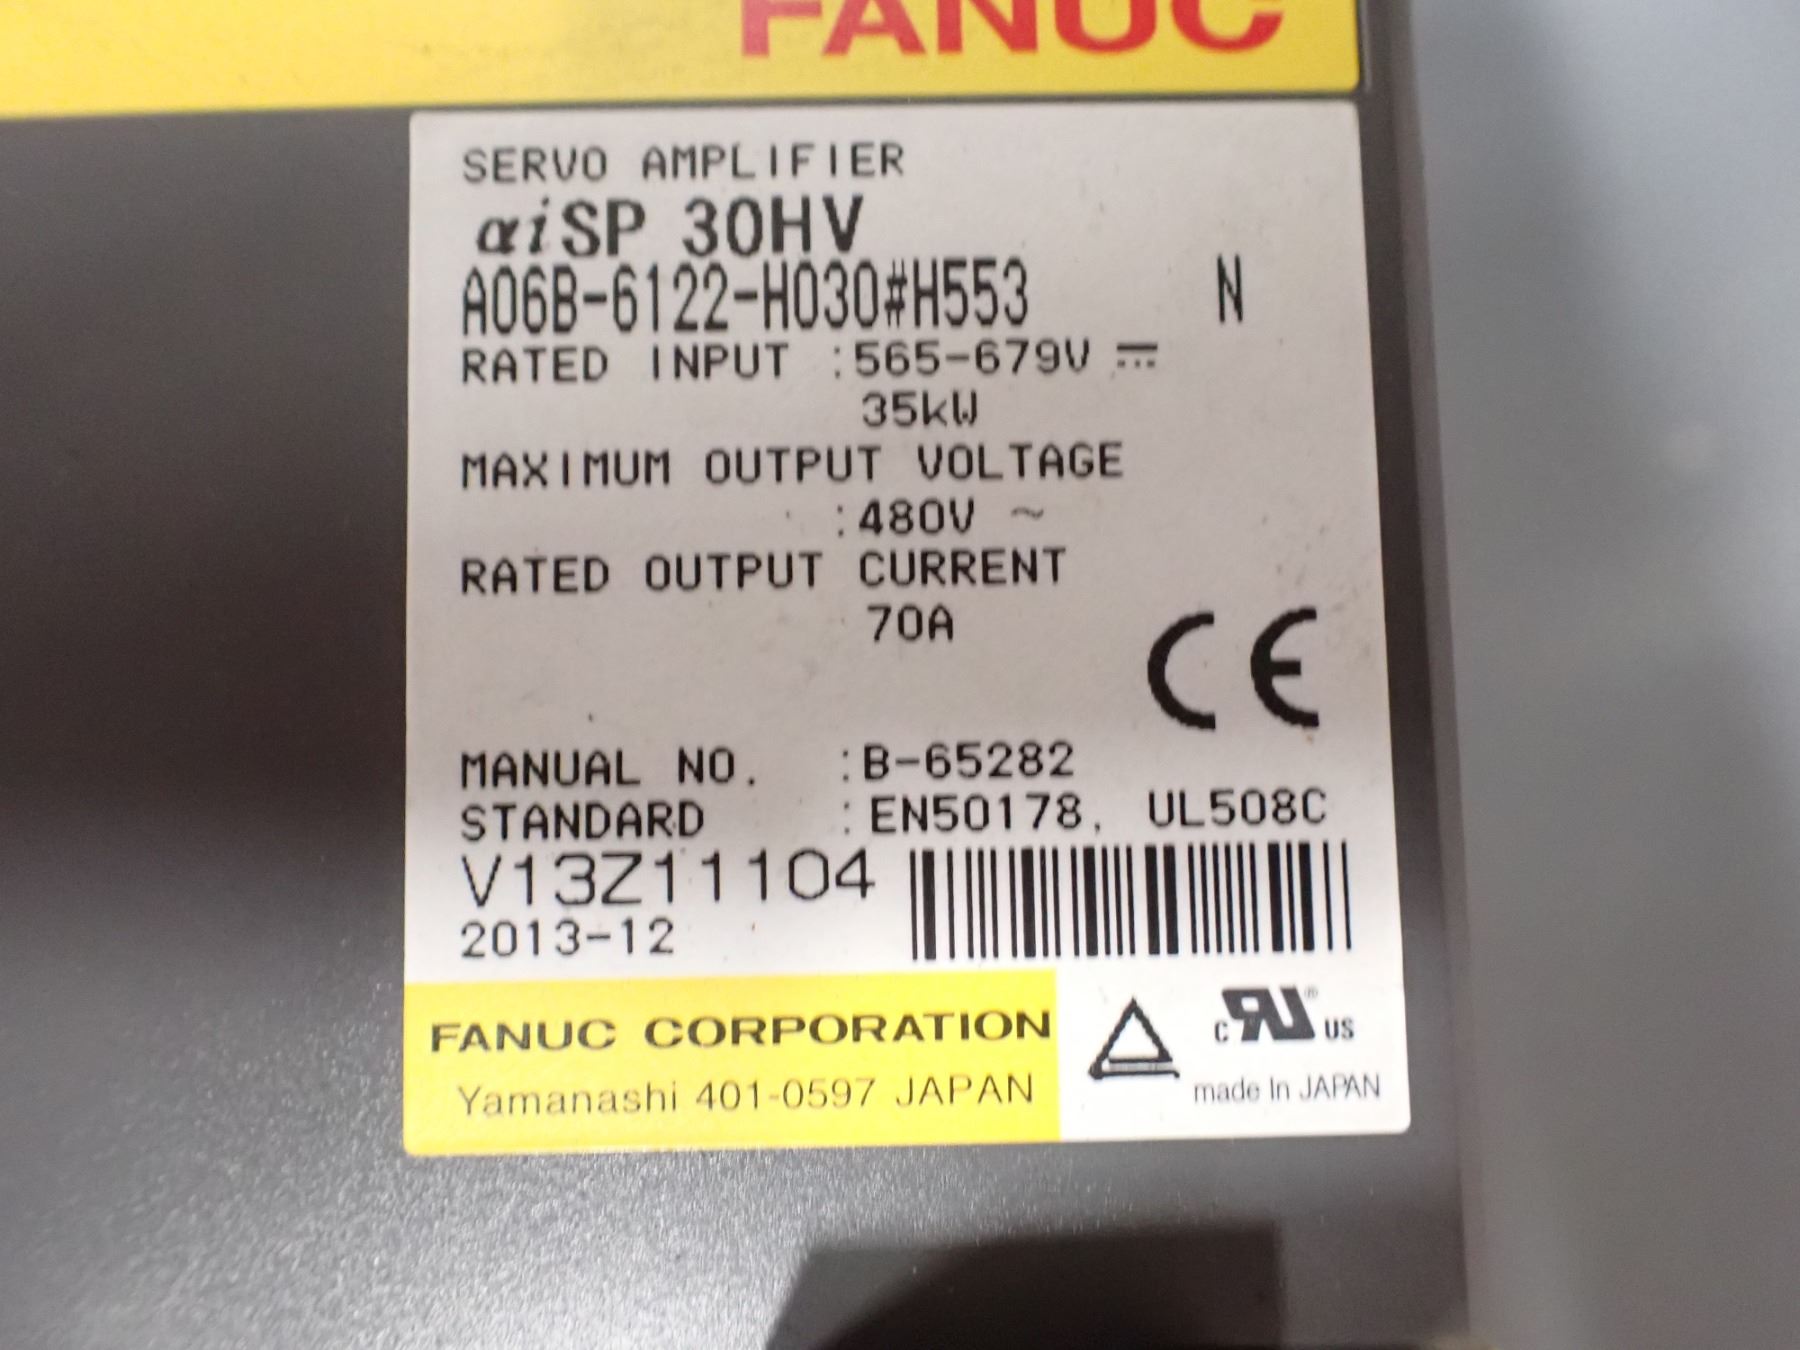 FANUC
SERVO AMPLIFIER
αiSP 30HV
A06B-6122-H030#H553 N
RATED INPUT :565-679V ⎓
35kW
MAXIMUM OUTPUT VOLTAGE
:480V ~
RATED OUTPUT CURRENT
70A
CE
MANUAL NO. :B-65282
STANDARD :EN50178, UL508C
V13Z11104
2013-12
FANUC CORPORATION
Yamanashi 401-0597 JAPAN
c RU ® US
made In JAPAN